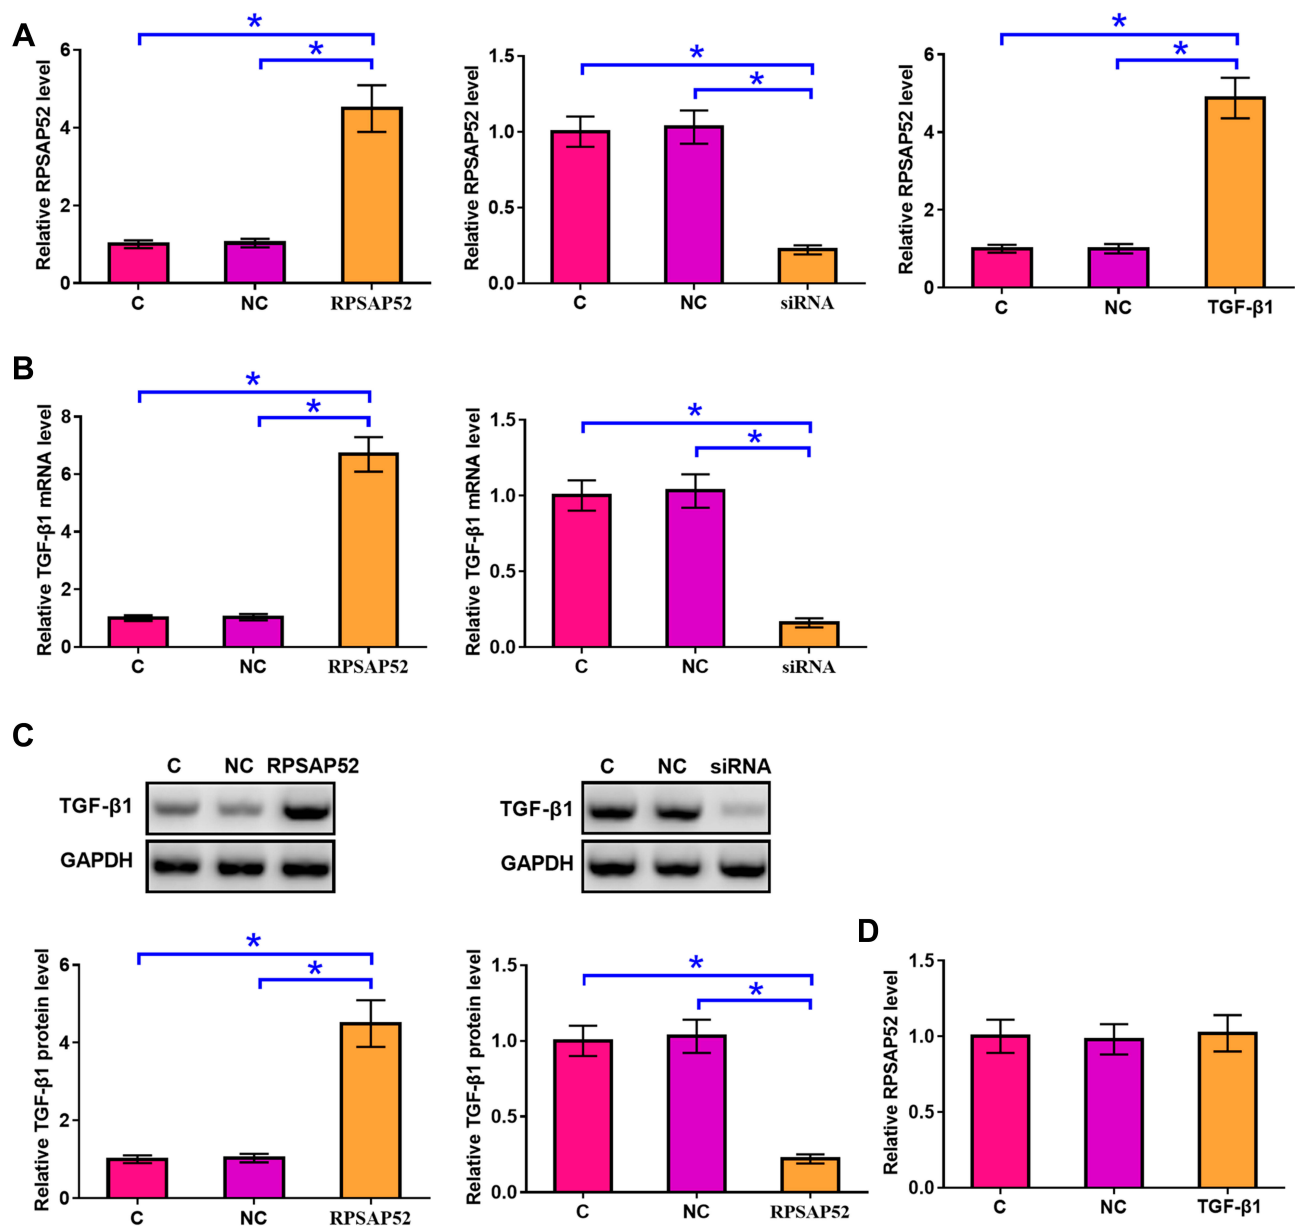 A
Relative RPSAP52 level
6
4
2
0
*
*
C NC RPSAP52
Relative RPSAP52 level
1.5
1.0
0.5
0.0
*
*
C NC siRNA
Relative RPSAP52 level
6
4
2
0
*
*
C NC TGF-β1
B
Relative TGF-β1 mRNA level
8
6
4
2
0
*
*
C NC RPSAP52
Relative TGF-β1 mRNA level
1.5
1.0
0.5
0.0
*
*
C NC siRNA
C
C NC RPSAP52
TGF-β1
GAPDH
C NC siRNA
TGF-β1
GAPDH
Relative TGF-β1 protein level
6
4
2
0
*
*
C NC RPSAP52
Relative TGF-β1 protein level
1.5
1.0
0.5
0.0
*
*
C NC RPSAP52
D
Relative RPSAP52 level
1.5
1.0
0.5
0.0
C NC TGF-β1